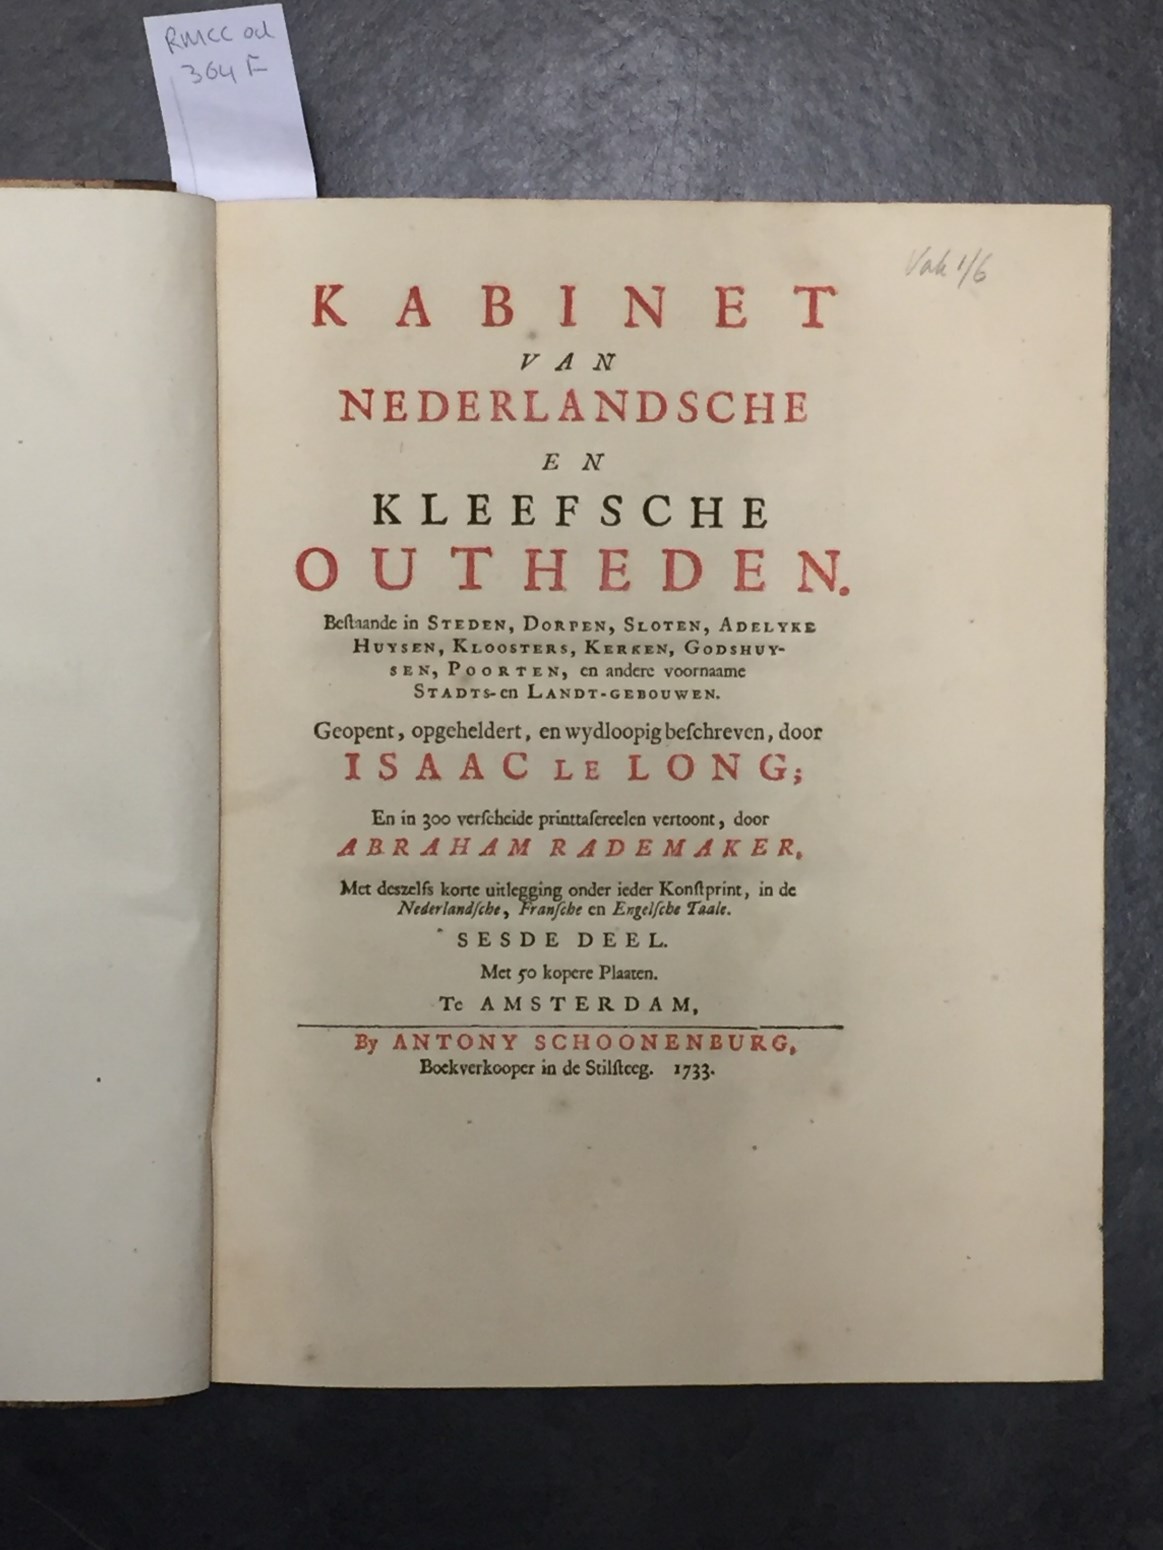 RMCC od
364 F
Vak 1/6
KABINET
VAN
NEDERLANDSCHE
EN
KLEEFSCHE
OUTHEDEN.
Beſtaande in STEDEN, DORPEN, SLOTEN, ADELYKE
HUYSEN, KLOOSTERS, KERKEN, GODSHUY-
SEN, POORTEN, en andere voornaame
STADTS-en LANDT-GEBOUWEN.
Geopent, opgeheldert, en wydloopig beſchreven, door
ISAAC LE LONG;
En in 300 verſcheide printtafereelen vertoont, door
ABRAHAM RADEMAKER,
Met deszelfs korte uitlegging onder ieder Konſtprint, in de
Nederlandſche, Franſche en Engelſche Taale.
SESDE DEEL.
Met 50 kopere Plaaten.
Te AMSTERDAM,
By ANTONY SCHOONENBURG,
Boekverkooper in de Stilſteeg. 1733.